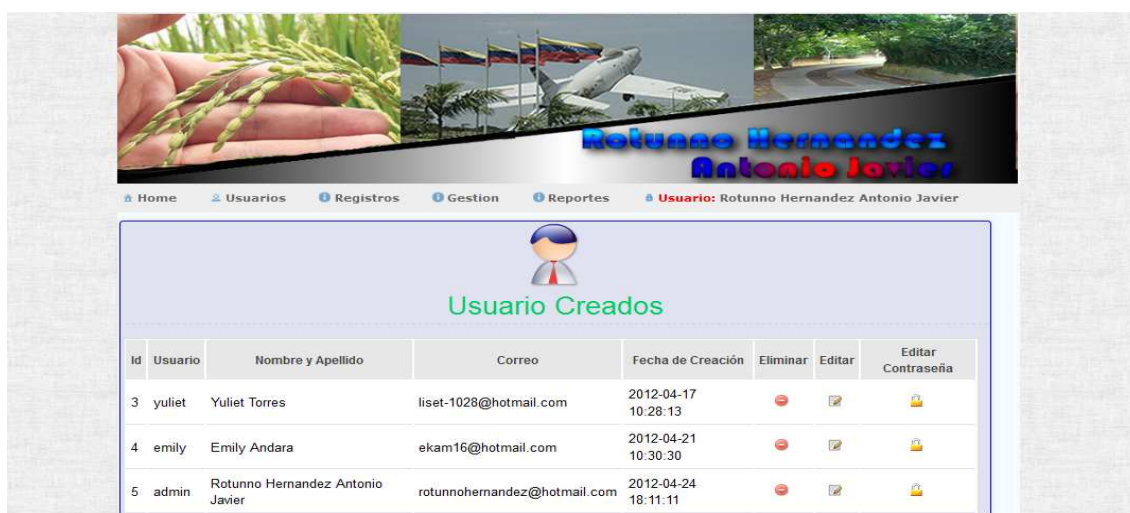 Rotunno Hernandez
Antonio Javier
Home Usuarios Registros Gestion Reportes Usuario: Rotunno Hernandez Antonio Javier
Usuario Creados
Id Usuario Nombre y Apellido Correo Fecha de Creación Eliminar Editar Editar Contraseña
3 yuliet Yuliet Torres liset-1028@hotmail.com 2012-04-17 10:28:13
4 emily Emily Andara ekam16@hotmail.com 2012-04-21 10:30:30
5 admin Rotunno Hernandez Antonio Javier rotunnohernandez@hotmail.com 2012-04-24 18:11:11